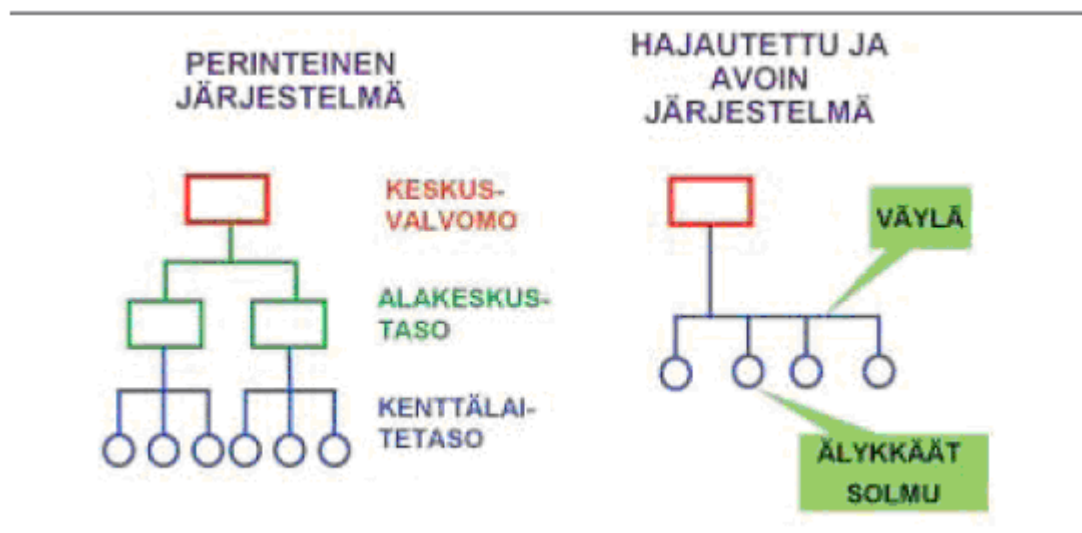 PERINTEINEN
JÄRJESTELMÄ
HAJAUTETTU JA
AVOIN
JÄRJESTELMÄ
KESKUS-
VALVOMO
ALAKESKUS-
TASO
KENTTÄLAI-
TETASO
VÄYLÄ
ÄLYKKÄÄT
SOLMU